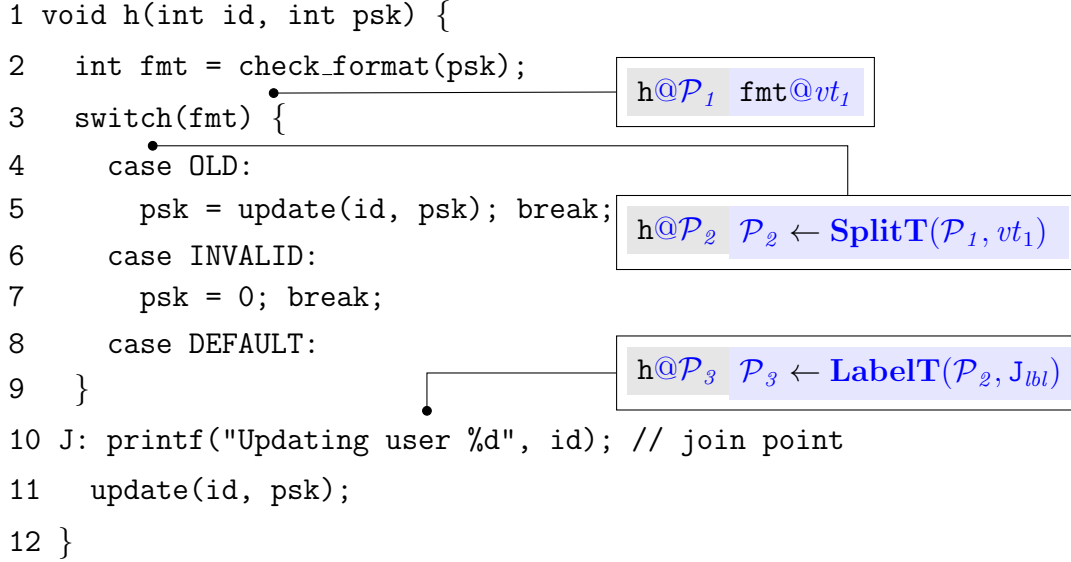 1 void h(int id, int psk) {
2 int fmt = check_format(psk);
h@𝒫₁ fmt@vt₁
3 switch(fmt) {
4 case OLD:
5 psk = update(id, psk); break;
h@𝒫₂ 𝒫₂ ← SplitT(𝒫₁, vt₁)
6 case INVALID:
7 psk = 0; break;
8 case DEFAULT:
h@𝒫₃ 𝒫₃ ← LabelT(𝒫₂, J_lbl)
9 }
10 J: printf("Updating user %d", id); // join point
11 update(id, psk);
12 }